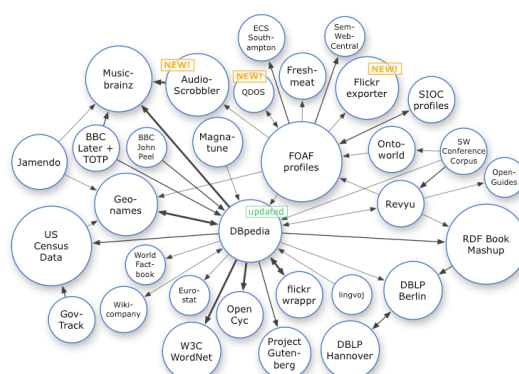 ECS
South-
ampton
Sem-
Web-
Central
NEW!
Music-
brainz
Audio-
Scrobbler
NEW!
QDOS
Fresh-
meat
NEW!
Flickr
exporter
SIOC
profiles
BBC
Later +
TOTP
BBC
John
Peel
Magna-
tune
FOAF
profiles
Onto-
world
SW
Conference
Corpus
Jamendo
Open-
Guides
Geo-
names
updated
DBpedia
Revyu
US
Census
Data
RDF Book
Mashup
World
Fact-
book
Wiki-
company
Euro-
stat
flickr
wrappr
lingvoj
DBLP
Berlin
Gov-
Track
Open
Cyc
W3C
WordNet
Project
Guten-
berg
DBLP
Hannover